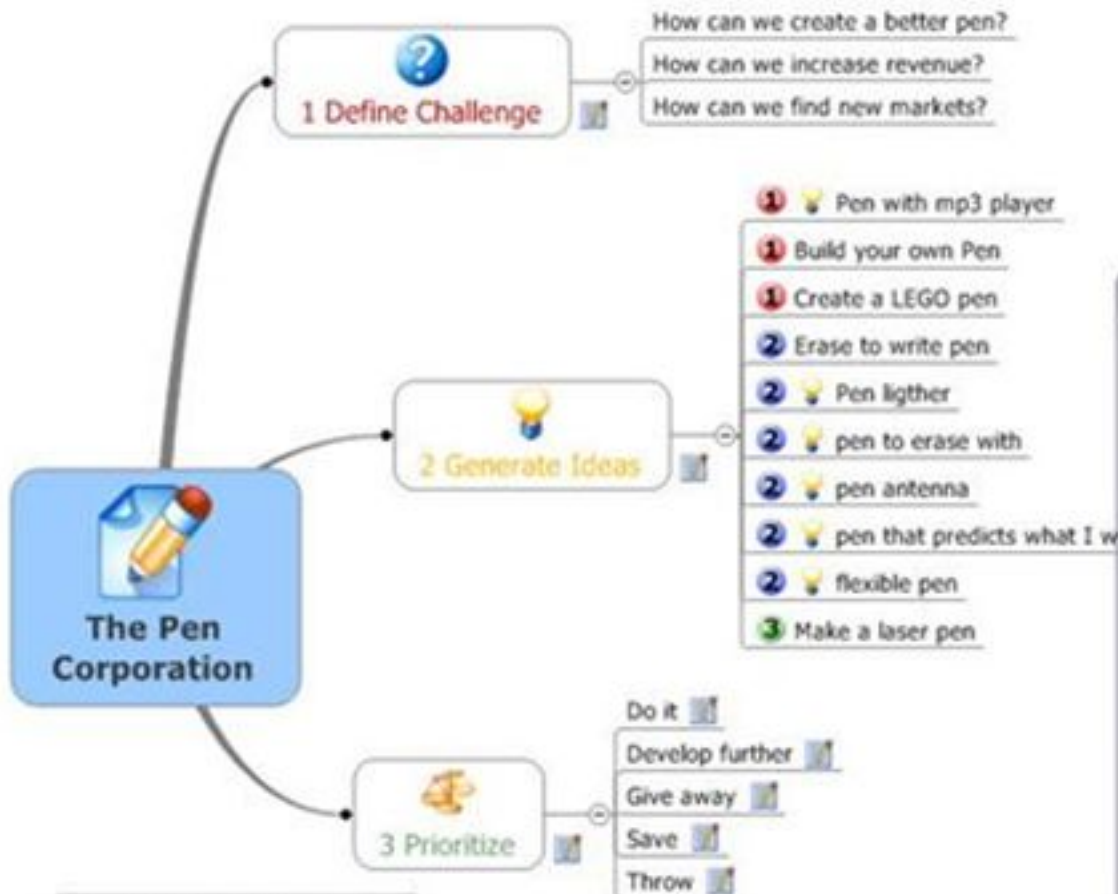 How can we create a better pen?
How can we increase revenue?
How can we find new markets?
1 Define Challenge
1 Pen with mp3 player
1 Build your own Pen
1 Create a LEGO pen
2 Erase to write pen
2 Pen ligther
2 pen to erase with
2 pen antenna
2 pen that predicts what I w
2 flexible pen
3 Make a laser pen
2 Generate Ideas
The Pen
Corporation
Do it
Develop further
Give away
Save
Throw
3 Prioritize